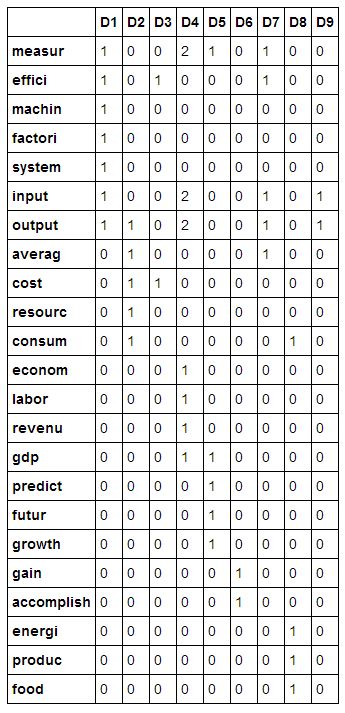 D1 D2 D3 D4 D5 D6 D7 D8 D9
measur 1 0 0 2 1 0 1 0 0
effici 1 0 1 0 0 0 1 0 0
machin 1 0 0 0 0 0 0 0 0
factori 1 0 0 0 0 0 0 0 0
system 1 0 0 0 0 0 0 0 0
input 1 0 0 2 0 0 1 0 1
output 1 1 0 2 0 0 1 0 1
averag 0 1 0 0 0 0 1 0 0
cost 0 1 1 0 0 0 0 0 0
resourc 0 1 0 0 0 0 0 0 0
consum 0 1 0 0 0 0 0 1 0
econom 0 0 0 1 0 0 0 0 0
labor 0 0 0 1 0 0 0 0 0
revenu 0 0 0 1 0 0 0 0 0
gdp 0 0 0 1 1 0 0 0 0
predict 0 0 0 0 1 0 0 0 0
futur 0 0 0 0 1 0 0 0 0
growth 0 0 0 0 1 0 0 0 0
gain 0 0 0 0 0 1 0 0 0
accomplish 0 0 0 0 0 1 0 0 0
energi 0 0 0 0 0 0 0 1 0
produc 0 0 0 0 0 0 0 1 0
food 0 0 0 0 0 0 0 1 0